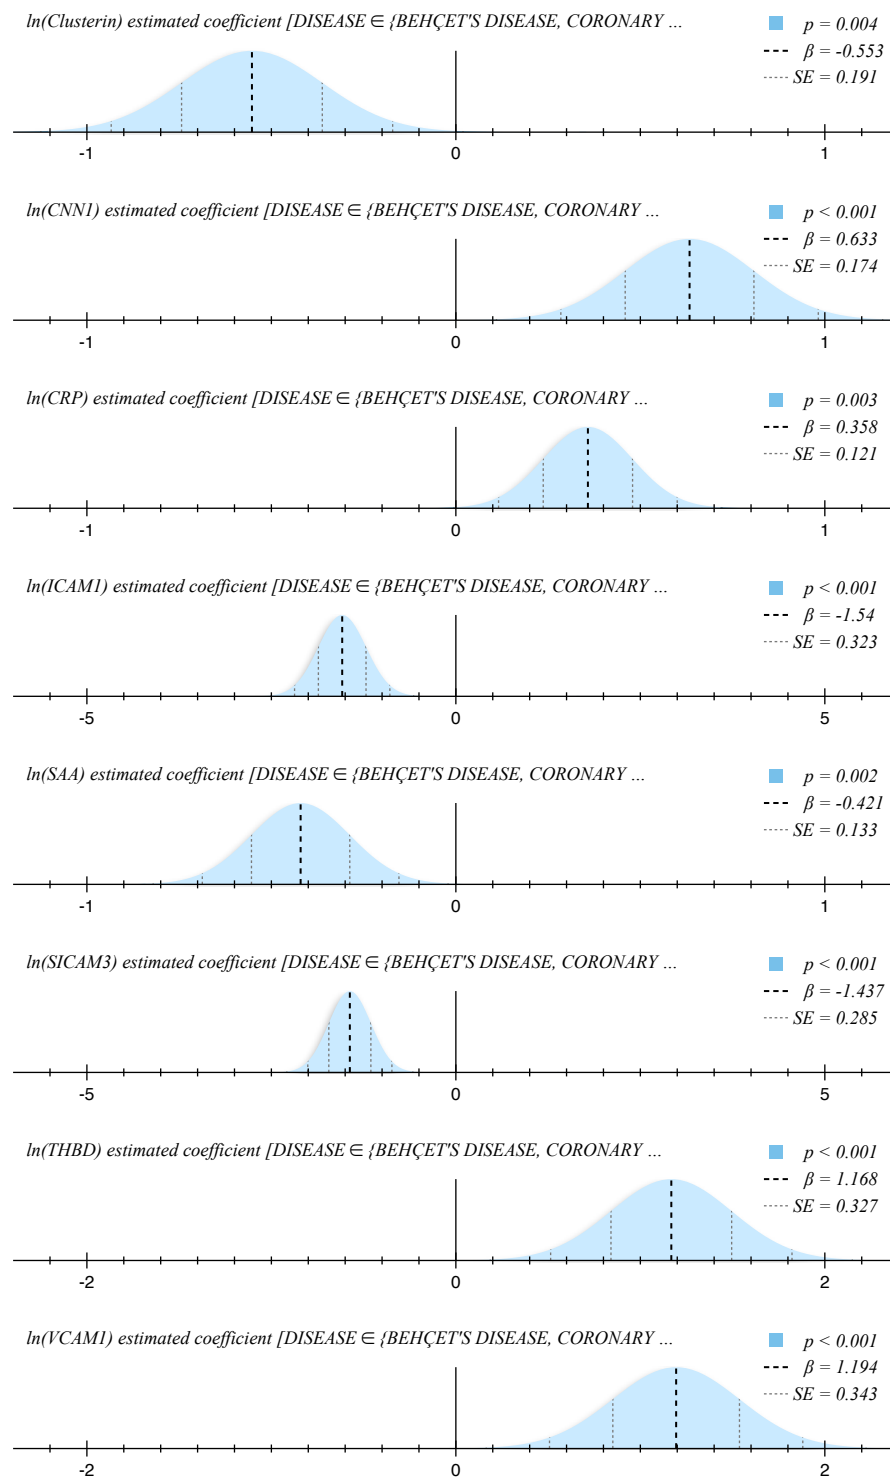 ln(Clusterin) estimated coefficient [DISEASE ∈ {BEHÇET'S DISEASE, CORONARY ...
p = 0.004
β = -0.553
SE = 0.191
-1 0 1
ln(CNN1) estimated coefficient [DISEASE ∈ {BEHÇET'S DISEASE, CORONARY ...
p < 0.001
β = 0.633
SE = 0.174
-1 0 1
ln(CRP) estimated coefficient [DISEASE ∈ {BEHÇET'S DISEASE, CORONARY ...
p = 0.003
β = 0.358
SE = 0.121
-1 0 1
ln(ICAM1) estimated coefficient [DISEASE ∈ {BEHÇET'S DISEASE, CORONARY ...
p < 0.001
β = -1.54
SE = 0.323
-5 0 5
ln(SAA) estimated coefficient [DISEASE ∈ {BEHÇET'S DISEASE, CORONARY ...
p = 0.002
β = -0.421
SE = 0.133
-1 0 1
ln(SICAM3) estimated coefficient [DISEASE ∈ {BEHÇET'S DISEASE, CORONARY ...
p < 0.001
β = -1.437
SE = 0.285
-5 0 5
ln(THBD) estimated coefficient [DISEASE ∈ {BEHÇET'S DISEASE, CORONARY ...
p < 0.001
β = 1.168
SE = 0.327
-2 0 2
ln(VCAM1) estimated coefficient [DISEASE ∈ {BEHÇET'S DISEASE, CORONARY ...
p < 0.001
β = 1.194
SE = 0.343
-2 0 2